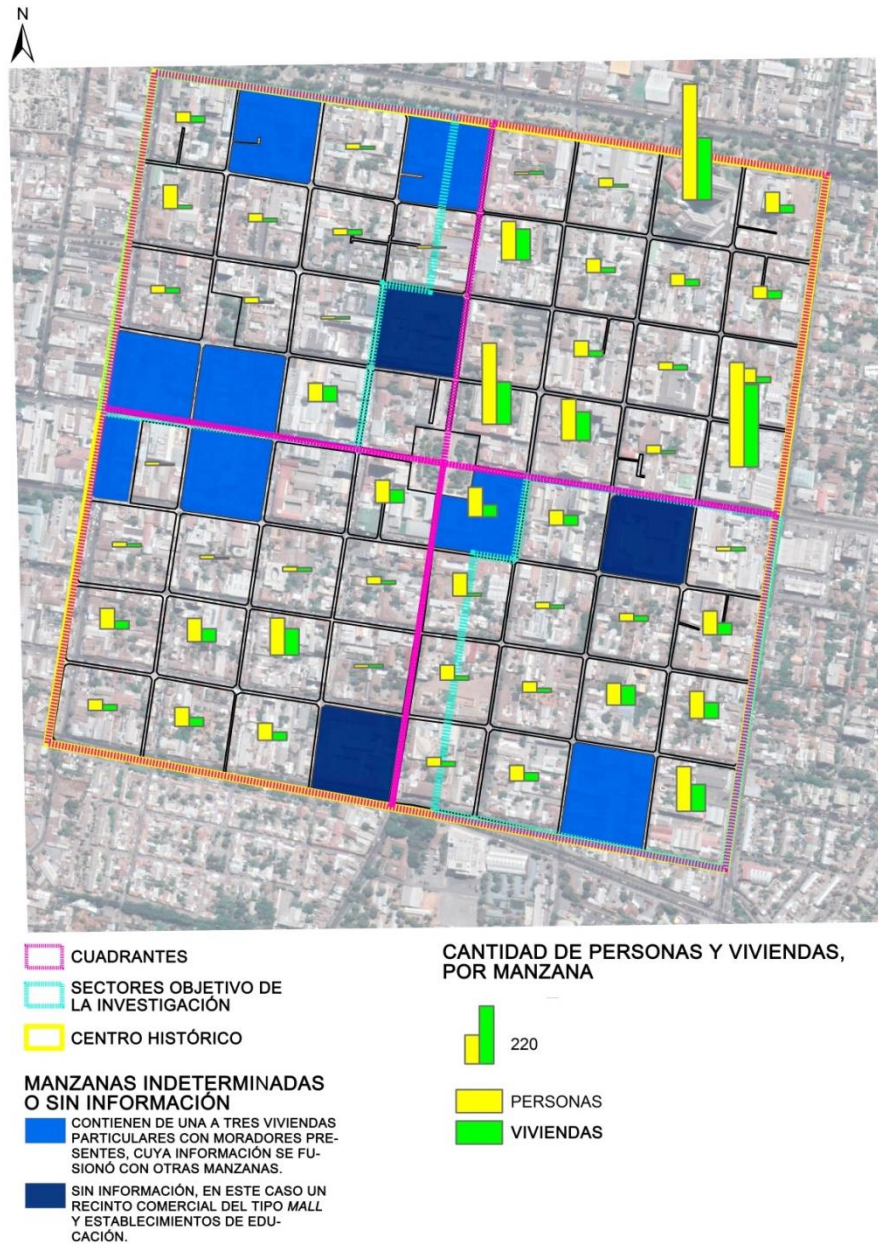 N
CUADRANTES
SECTORES OBJETIVO DE
LA INVESTIGACIÓN
CENTRO HISTÓRICO
MANZANAS INDETERMINADAS
O SIN INFORMACIÓN
CONTIENEN DE UNA A TRES VIVIENDAS
PARTICULARES CON MORADORES PRE-
SENTES, CUYA INFORMACIÓN SE FU-
SIONÓ CON OTRAS MANZANAS.
SIN INFORMACIÓN, EN ESTE CASO UN
RECINTO COMERCIAL DEL TIPO MALL
Y ESTABLECIMIENTOS DE EDU-
CACIÓN.
CANTIDAD DE PERSONAS Y VIVIENDAS,
POR MANZANA
220
PERSONAS
VIVIENDAS